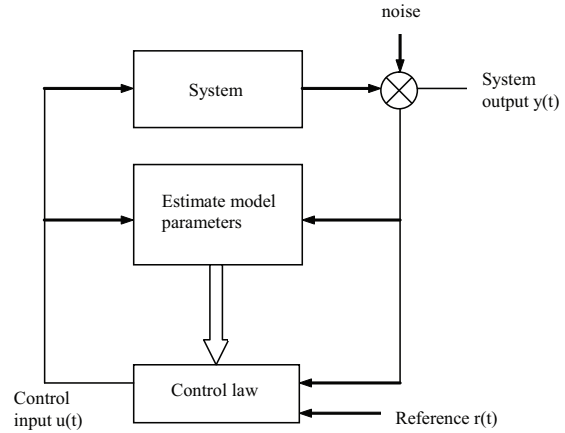 noise
System
System
output y(t)
Estimate model
parameters
Control law
Control
input u(t)
Reference r(t)